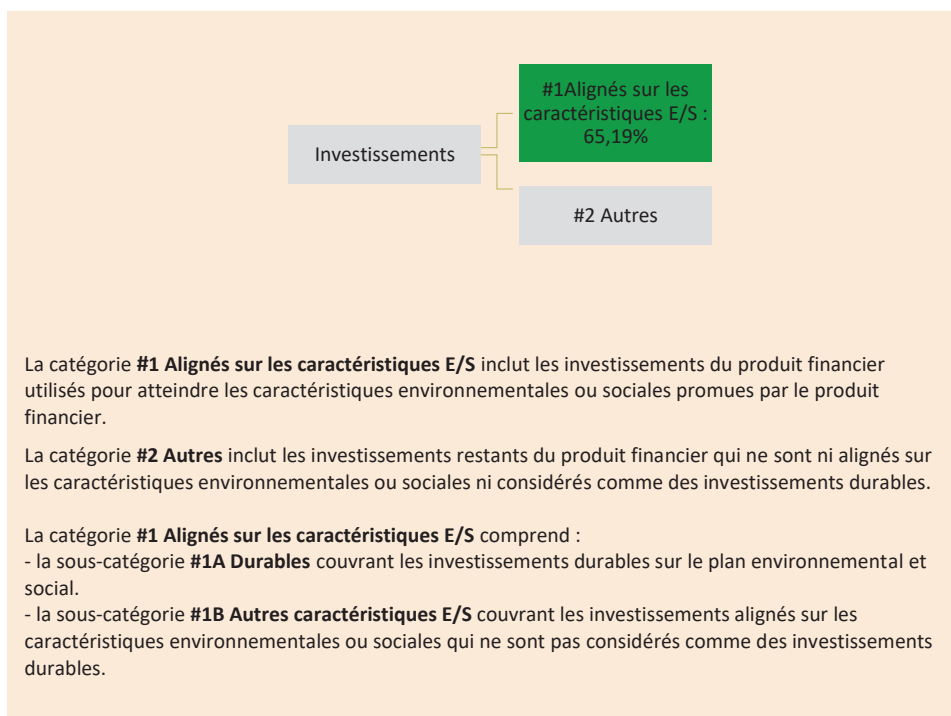 #1Alignés sur les
caractéristiques E/S :
65,19%
Investissements
#2 Autres
La catégorie #1 Alignés sur les caractéristiques E/S inclut les investissements du produit financier
utilisés pour atteindre les caractéristiques environnementales ou sociales promues par le produit
financier.
La catégorie #2 Autres inclut les investissements restants du produit financier qui ne sont ni alignés sur
les caractéristiques environnementales ou sociales ni considérés comme des investissements durables.
La catégorie #1 Alignés sur les caractéristiques E/S comprend :
- la sous-catégorie #1A Durables couvrant les investissements durables sur le plan environnemental et
social.
- la sous-catégorie #1B Autres caractéristiques E/S couvrant les investissements alignés sur les
caractéristiques environnementales ou sociales qui ne sont pas considérés comme des investissements
durables.